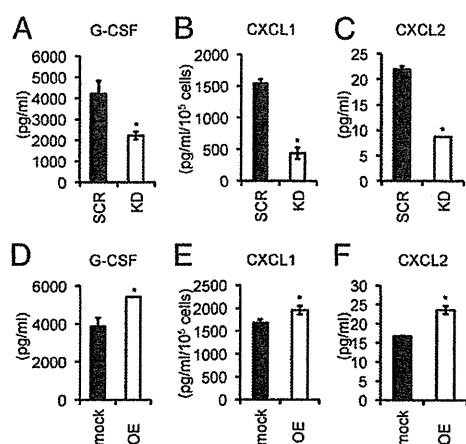 A G-CSF
(pg/ml)
6000
5000
4000
3000
2000
1000
0
*
SCR KD
B CXCL1
(pg/ml/10⁵ cells)
2000
1500
1000
500
0
*
SCR KD
C CXCL2
(pg/ml)
25
20
15
10
5
0
*
SCR KD
D G-CSF
(pg/ml)
6000
4000
2000
0
*
mock OE
E CXCL1
(pg/ml/10⁵ cells)
2500
2000
1500
1000
500
0
*
mock OE
F CXCL2
(pg/ml)
30
25
20
15
10
5
0
*
mock OE